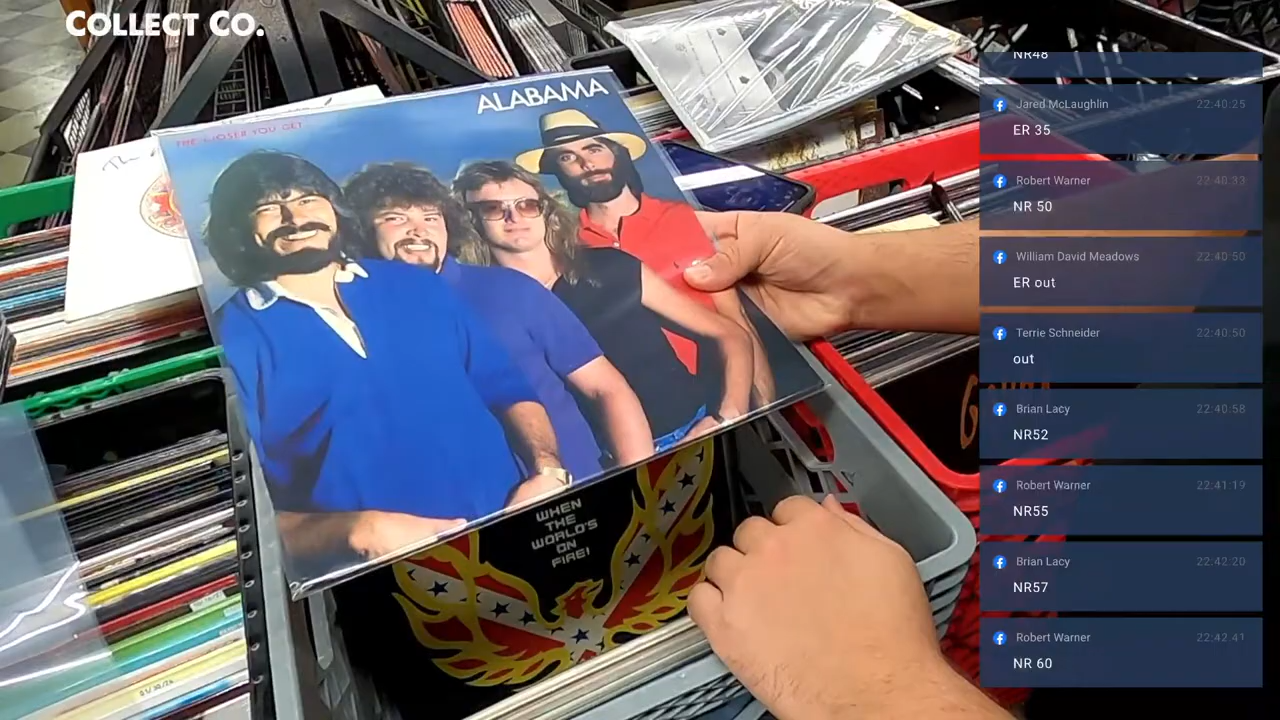 COLLECT CO.
THE CLOSER YOU GET
ALABAMA
WHEN
THE
WORLD'S
ON
FIRE!
NR48
Jared McLaughlin 22:40:25
ER 35
Robert Warner 22:40:33
NR 50
William David Meadows 22:40:50
ER out
Terrie Schneider 22:40:50
out
Brian Lacy 22:40:58
NR52
Robert Warner 22:41:19
NR55
Brian Lacy 22:42:20
NR57
Robert Warner 22:42:41
NR 60